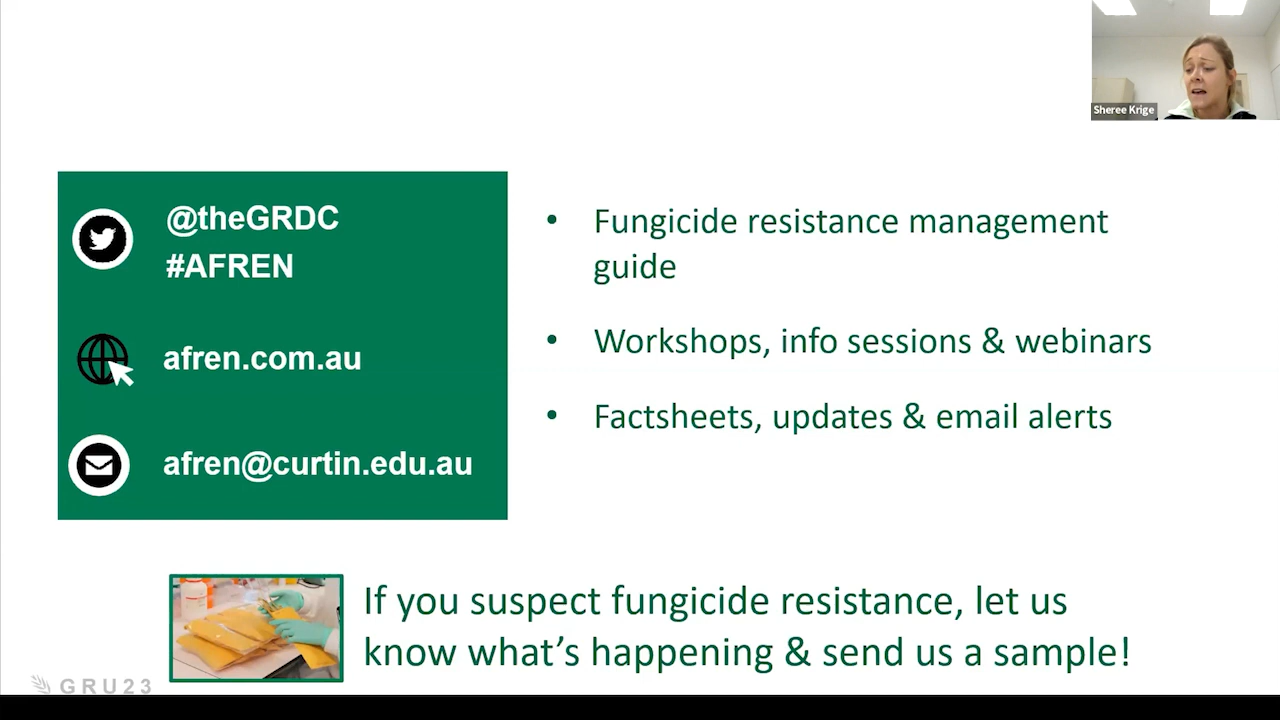 Sheree Krige
@theGRDC
#AFREN
afren.com.au
afren@curtin.edu.au
• Fungicide resistance management
guide
• Workshops, info sessions & webinars
• Factsheets, updates & email alerts
If you suspect fungicide resistance, let us
know what’s happening & send us a sample!
GRU23